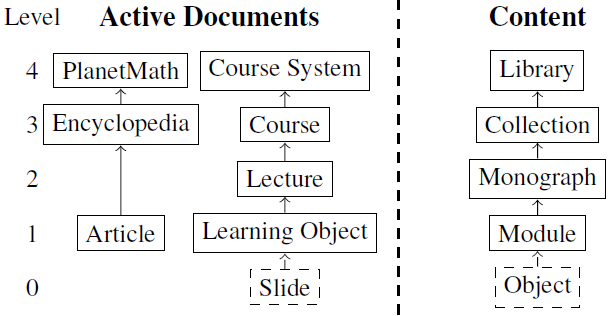 Level Active Documents Content
4 PlanetMath Course System Library
3 Encyclopedia Course Collection
2 Lecture Monograph
1 Article Learning Object Module
0 Slide Object